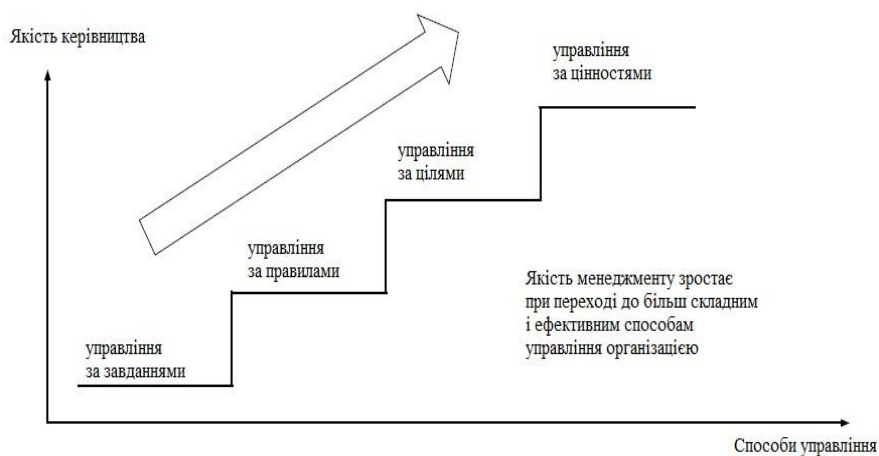 Якість керівництва
управління
за цінностями
управління
за цілями
управління
за правилами
Якість менеджменту зростає
при переході до більш складним
і ефективним способам
управління організацією
управління
за завданнями
Способи управління